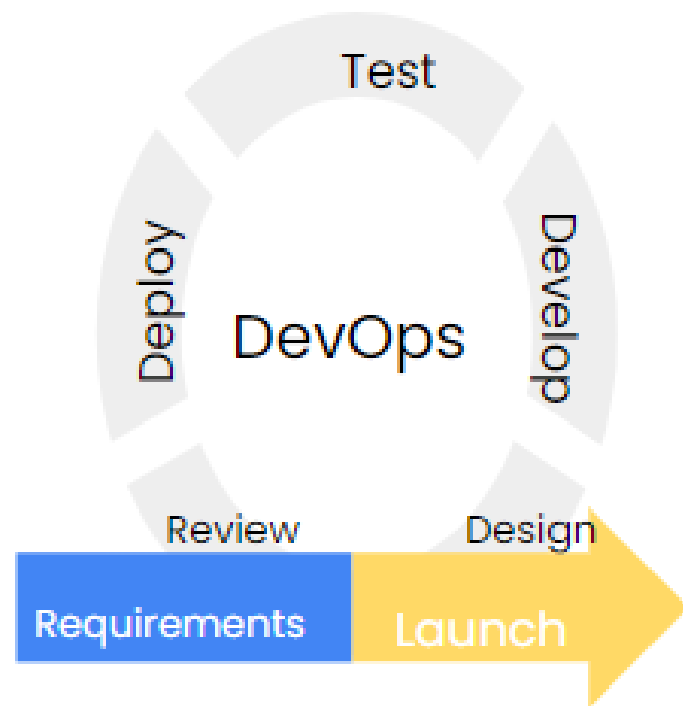 Test
Develop
Deploy
DevOps
Review
Design
Requirements
Launch